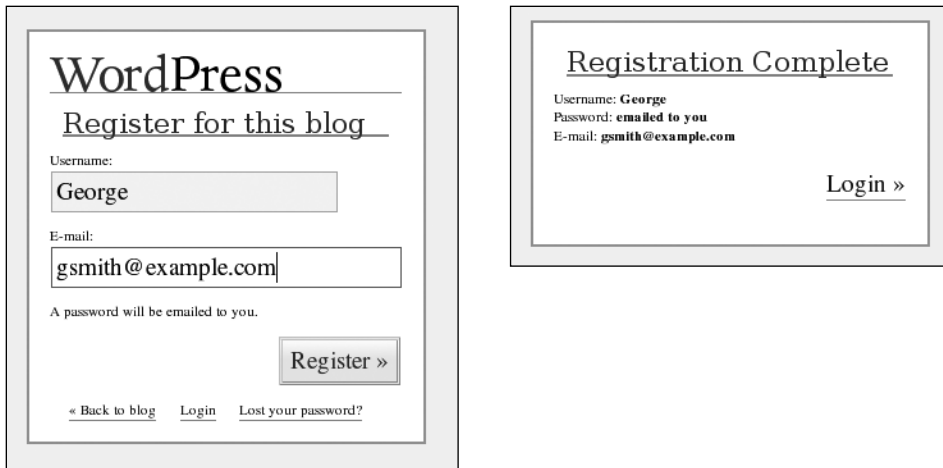 WordPress
Register for this blog
Username:
George
E-mail:
gsmith@example.com
A password will be emailed to you.
Register »
« Back to blog Login Lost your password?
Registration Complete
Username: George
Password: emailed to you
E-mail: gsmith@example.com
Login »